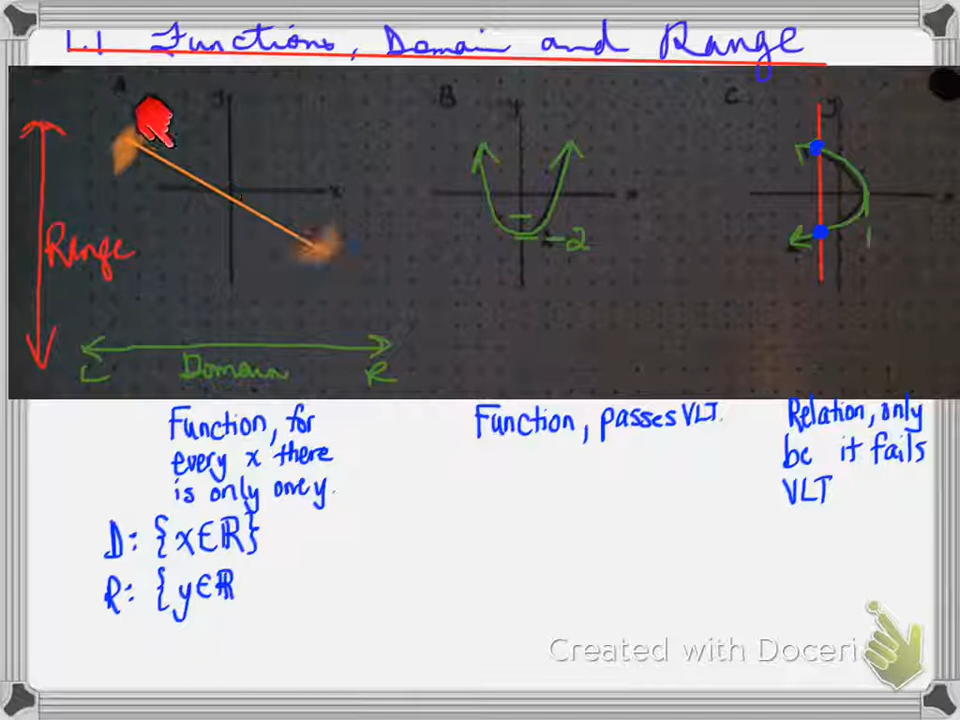 1.1 Functions, Domain and Range
A y x
B y x
C y x
-2
1
Range
L Domain R
Function, for
every x there
is only one y.
Function, passes VLT.
Relation, only
bc it fails
VLT
D: {x∈ℝ}
R: {y∈ℝ
Created with Doceri